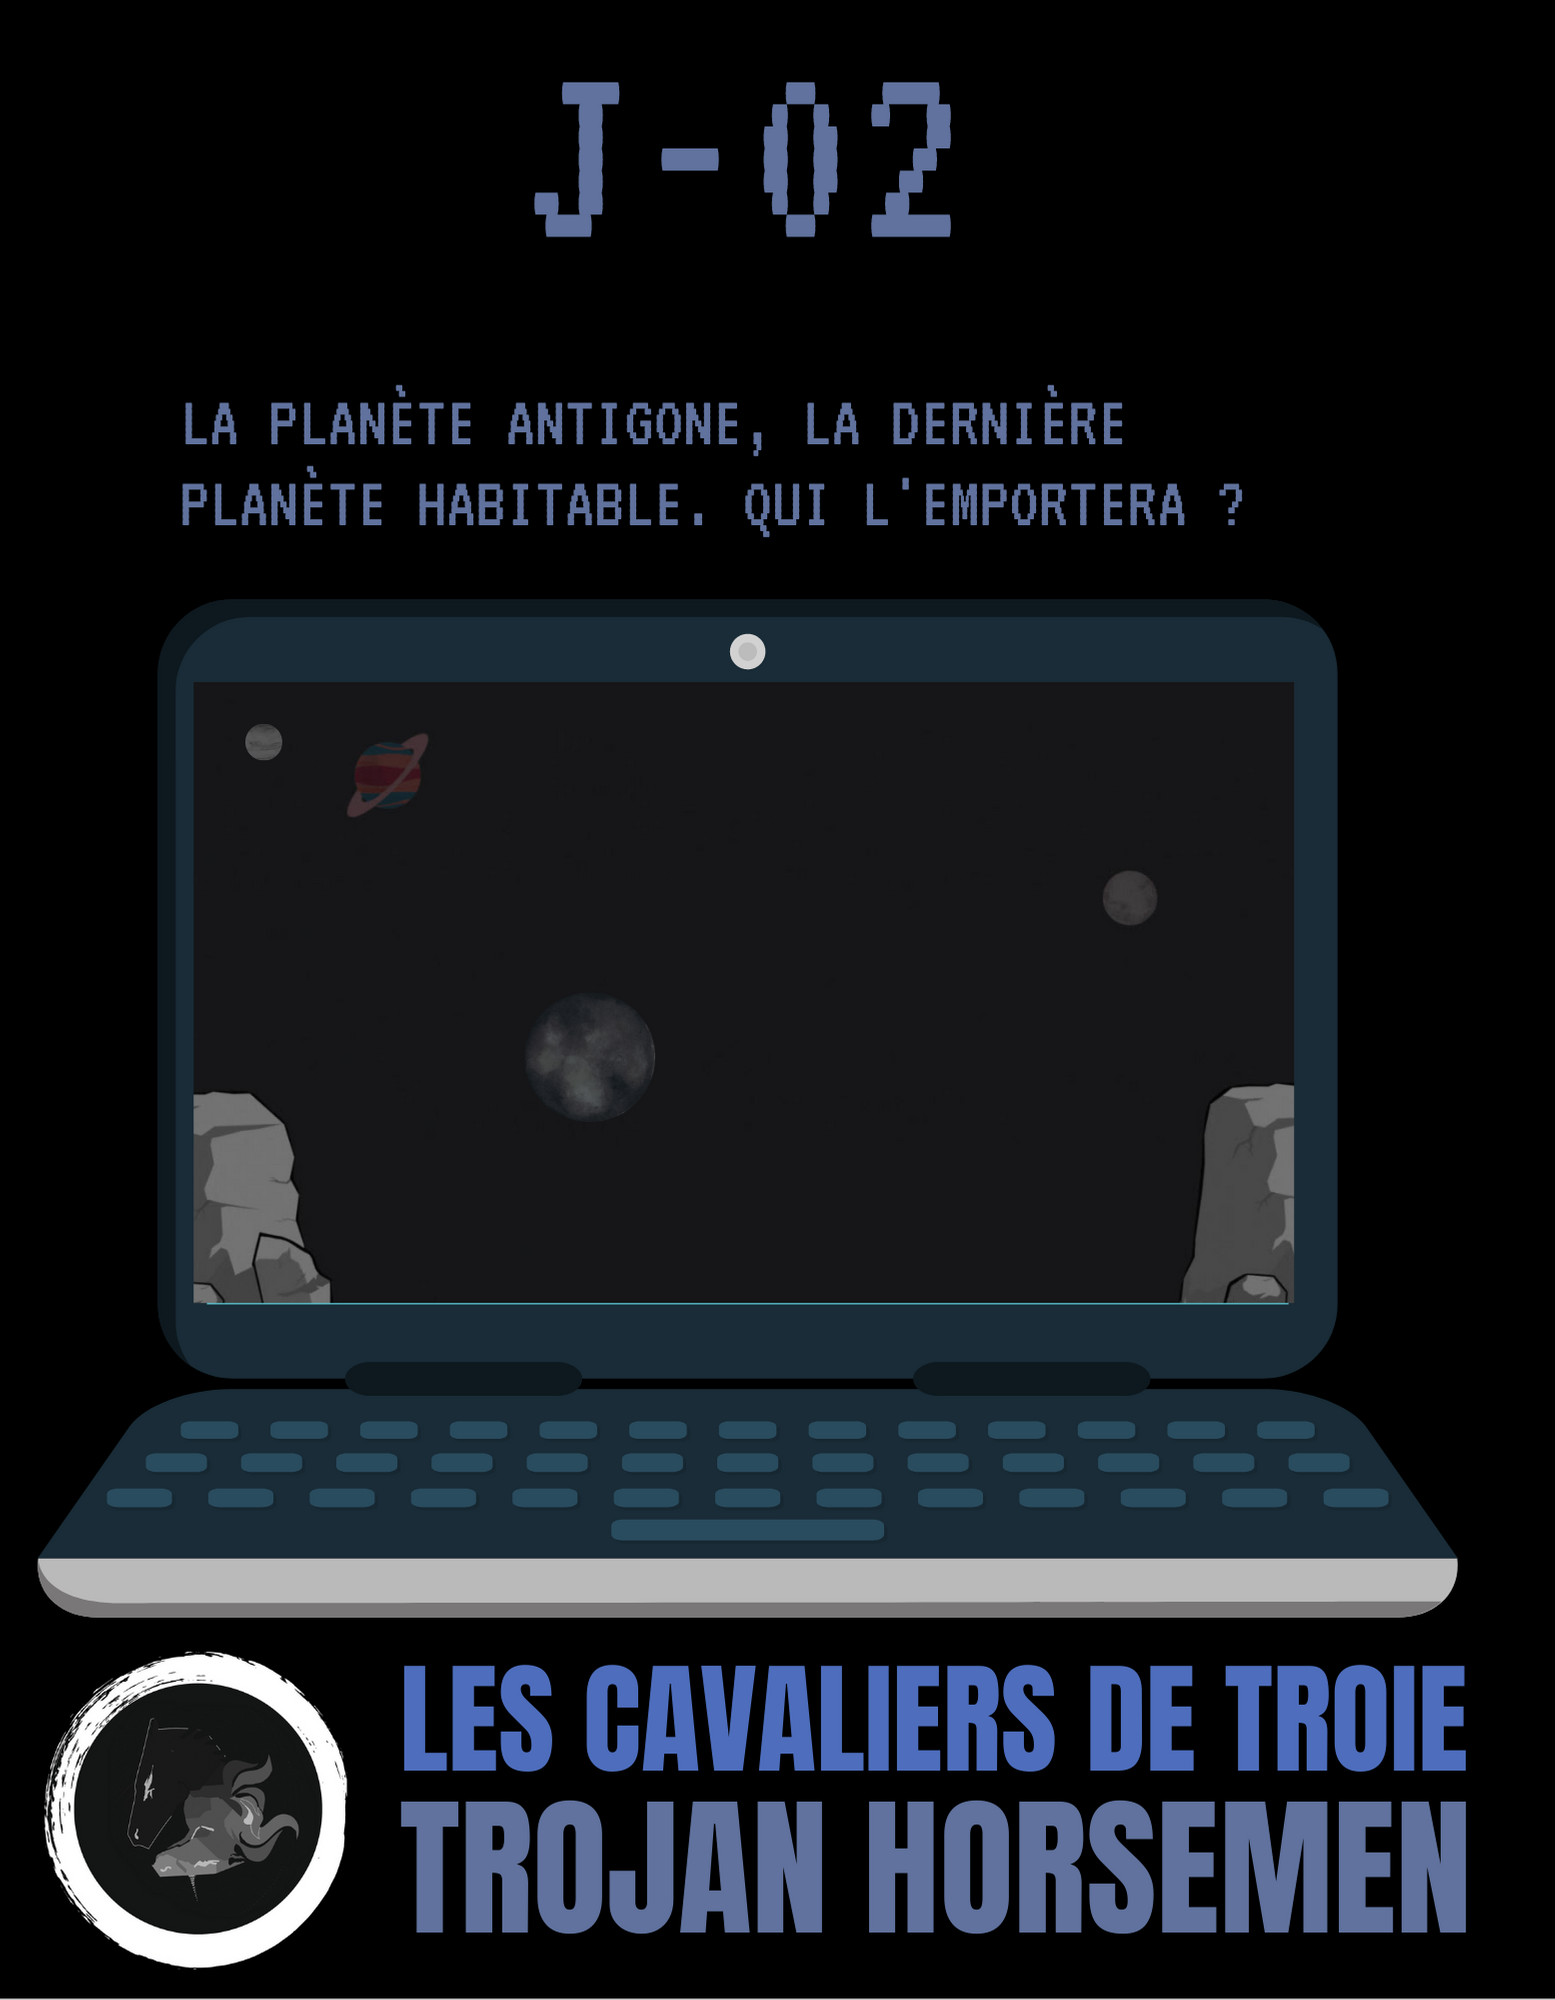 J-02
LA PLANÈTE ANTIGONE, LA DERNIÈRE
PLANÈTE HABITABLE. QUI L'EMPORTERA ?
LES CAVALIERS DE TROIE
TROJAN HORSEMEN